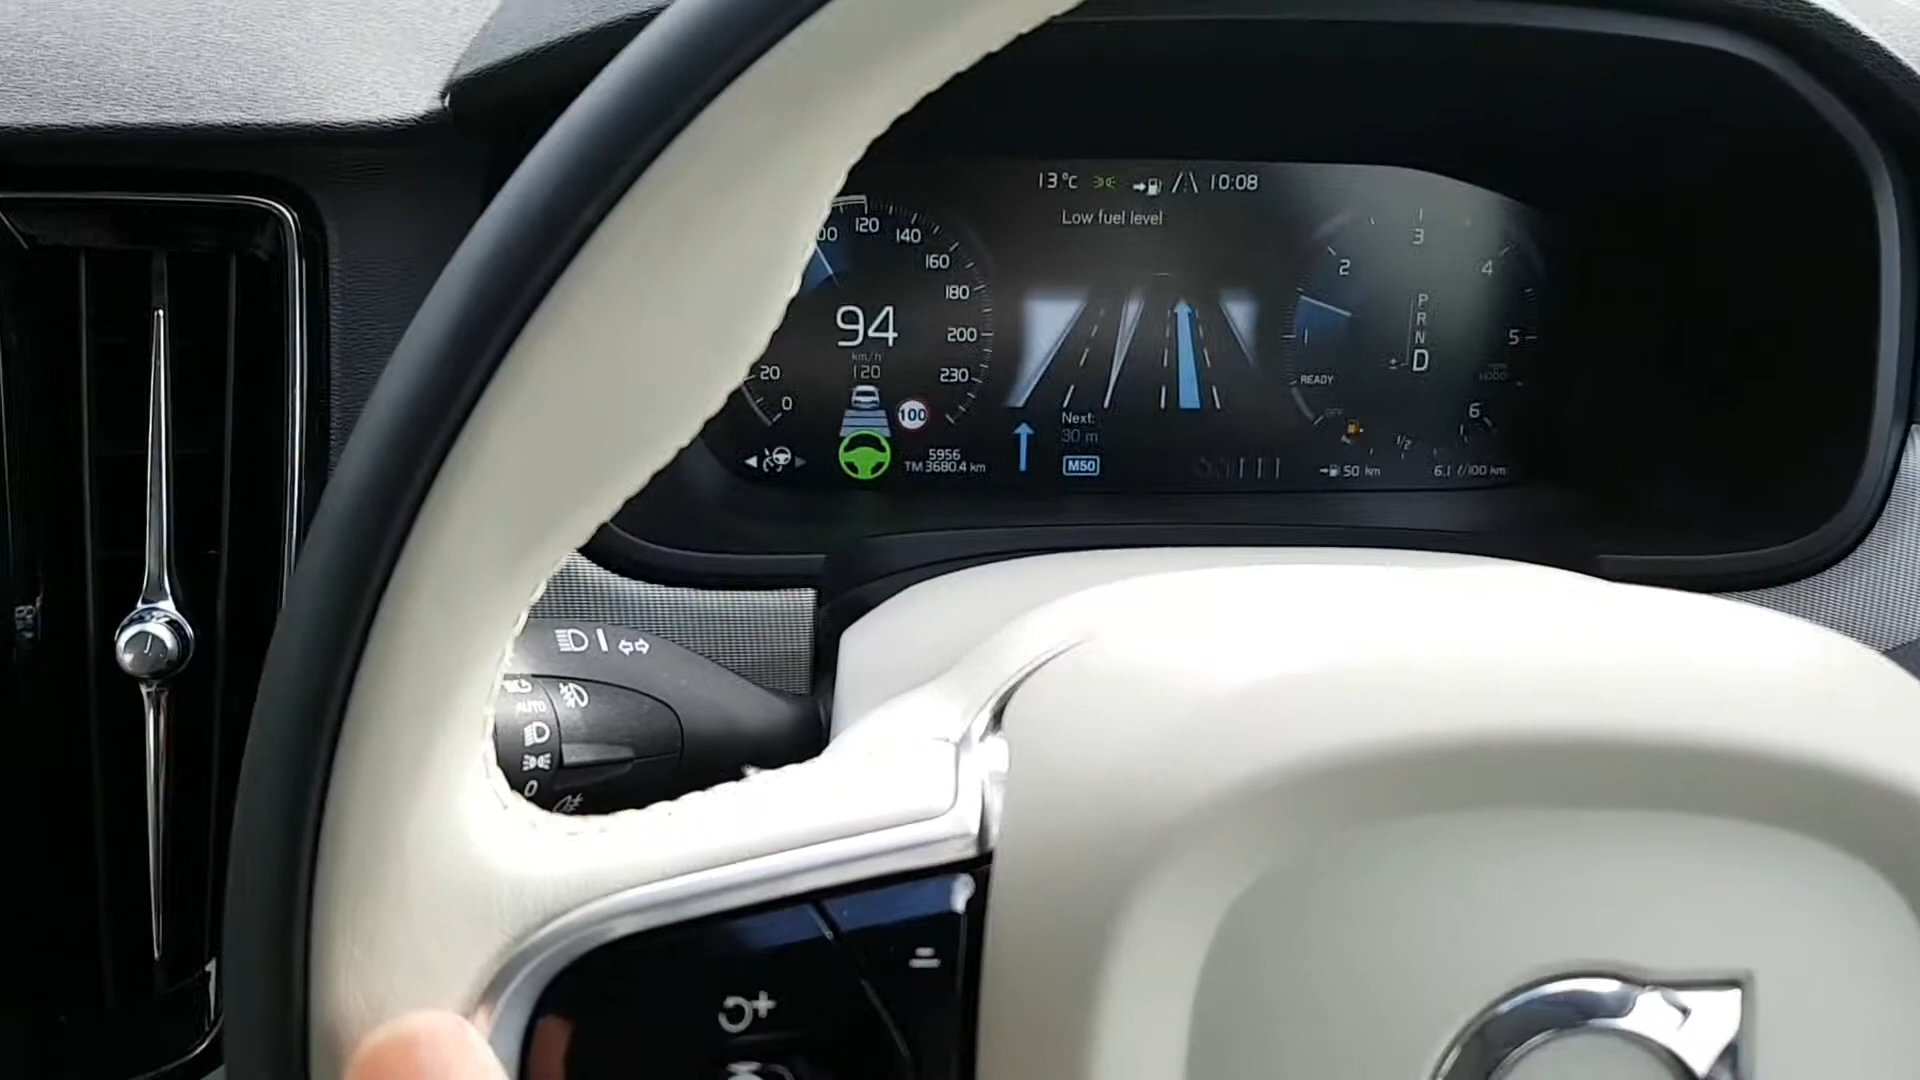 13°C 10:08
Low fuel level
120
140
160
180
200
230
20
0
94
km/h
120
100
5956
TM 3680.4 km
Next:
30 m
M50
1
2
3
4
5
6
P
R
N
D
READY
1/2
50 km
6.1 l/100 km
AUTO
0